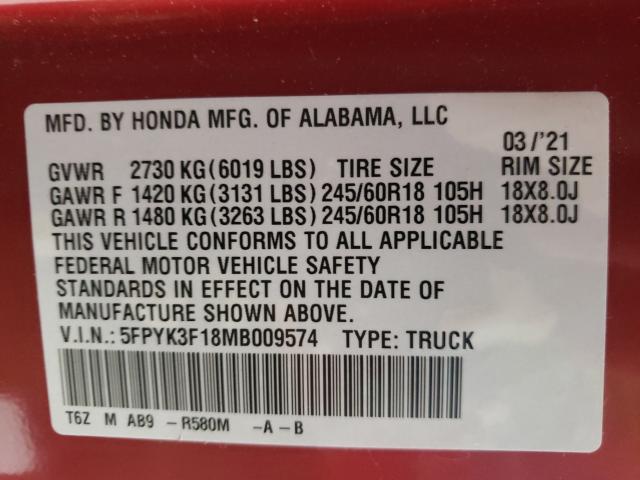 MFD. BY HONDA MFG. OF ALABAMA, LLC
03/'21
GVWR 2730 KG(6019 LBS) TIRE SIZE RIM SIZE
GAWR F 1420 KG(3131 LBS) 245/60R18 105H 18X8.0J
GAWR R 1480 KG(3263 LBS) 245/60R18 105H 18X8.0J
THIS VEHICLE CONFORMS TO ALL APPLICABLE
FEDERAL MOTOR VEHICLE SAFETY
STANDARDS IN EFFECT ON THE DATE OF
MANUFACTURE SHOWN ABOVE.
V.I.N.: 5FPYK3F18MB009574 TYPE: TRUCK
T6Z M AB9 -R580M -A-B